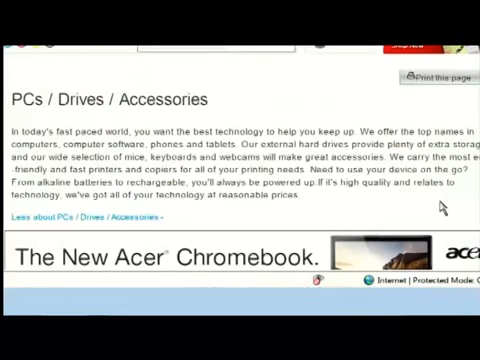 Print this page
PCs / Drives / Accessories
In today's fast paced world, you want the best technology to help you keep up. We offer the top names in
computers, computer software, phones and tablets. Our external hard drives provide plenty of extra storag
and our wide selection of mice, keyboards and webcams will make great accessories. We carry the most e
-friendly and fast printers and copiers for all of your printing needs. Need to use your device on the go?
From alkaline batteries to rechargeable, you'll always be powered up.If it's high quality and relates to
technology, we've got all of your technology at reasonable prices
Less about PCs / Drives / Accessories -
The New Acer™ Chromebook.
ace
Internet | Protected Mode: